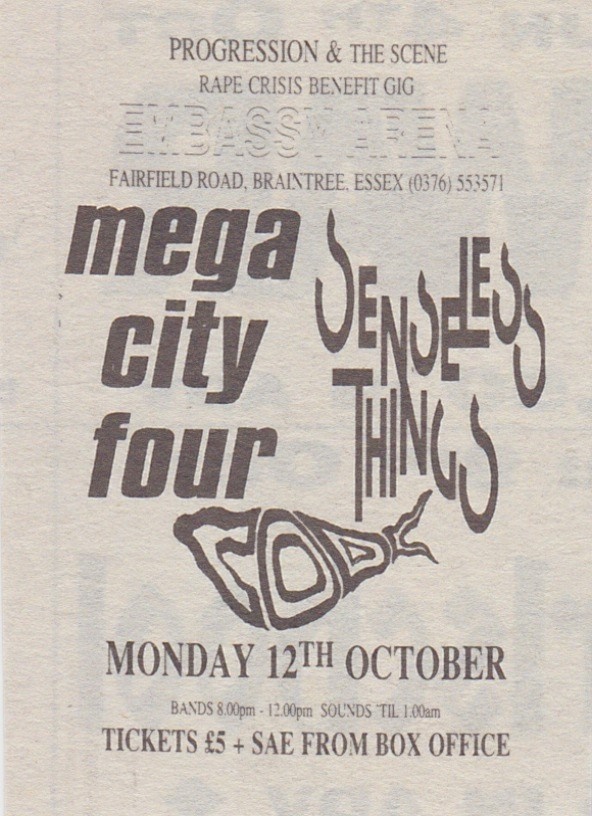 PROGRESSION & THE SCENE
RAPE CRISIS BENEFIT GIG
EMBASSY ARENA
FAIRFIELD ROAD, BRAINTREE, ESSEX (0376) 553571
mega
city
four
SENSELESS
THINGS
CODE
MONDAY 12TH OCTOBER
BANDS 8.00pm - 12.00pm SOUNDS 'TIL 1.00am
TICKETS £5 + SAE FROM BOX OFFICE